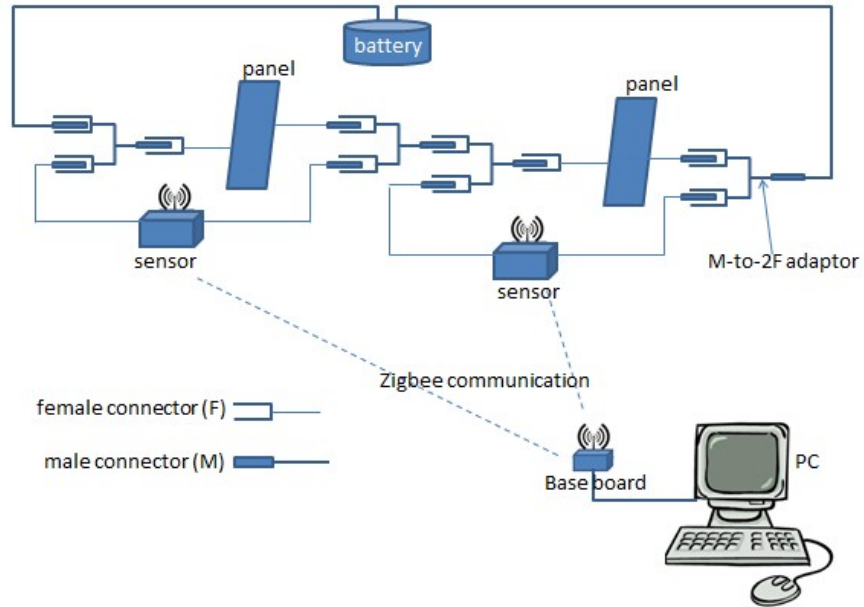 battery
panel
panel
sensor
sensor
M-to-2F adaptor
Zigbee communication
female connector (F)
male connector (M)
Base board
PC